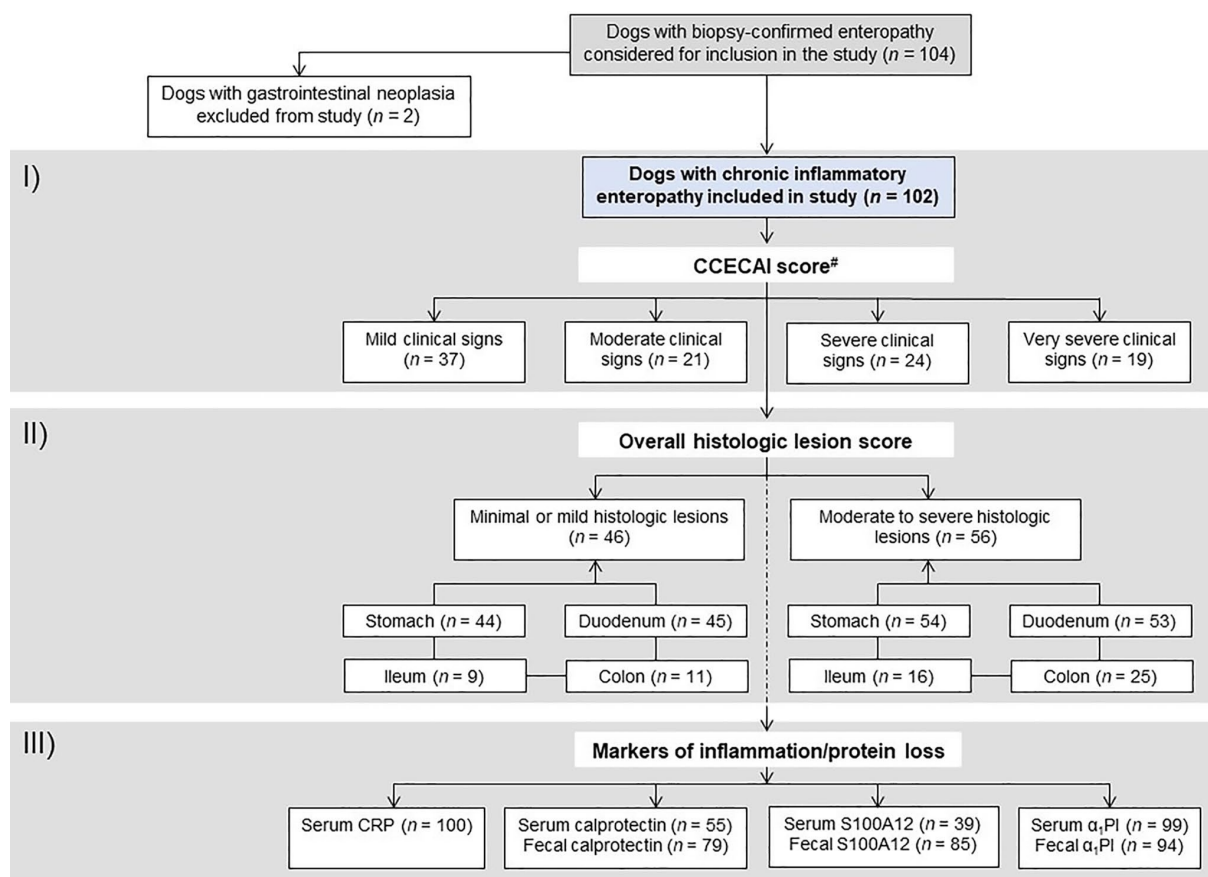 Dogs with biopsy-confirmed enteropathy
considered for inclusion in the study (n = 104)
Dogs with gastrointestinal neoplasia
excluded from study (n = 2)
I)
Dogs with chronic inflammatory
enteropathy included in study (n = 102)
CCECAI score#
Mild clinical signs
(n = 37)
Moderate clinical
signs (n = 21)
Severe clinical
signs (n = 24)
Very severe clinical
signs (n = 19)
II)
Overall histologic lesion score
Minimal or mild histologic lesions
(n = 46)
Moderate to severe histologic
lesions (n = 56)
Stomach (n = 44)
Duodenum (n = 45)
Stomach (n = 54)
Duodenum (n = 53)
Ileum (n = 9)
Colon (n = 11)
Ileum (n = 16)
Colon (n = 25)
III)
Markers of inflammation/protein loss
Serum CRP (n = 100)
Serum calprotectin (n = 55)
Fecal calprotectin (n = 79)
Serum S100A12 (n = 39)
Fecal S100A12 (n = 85)
Serum α₁PI (n = 99)
Fecal α₁PI (n = 94)